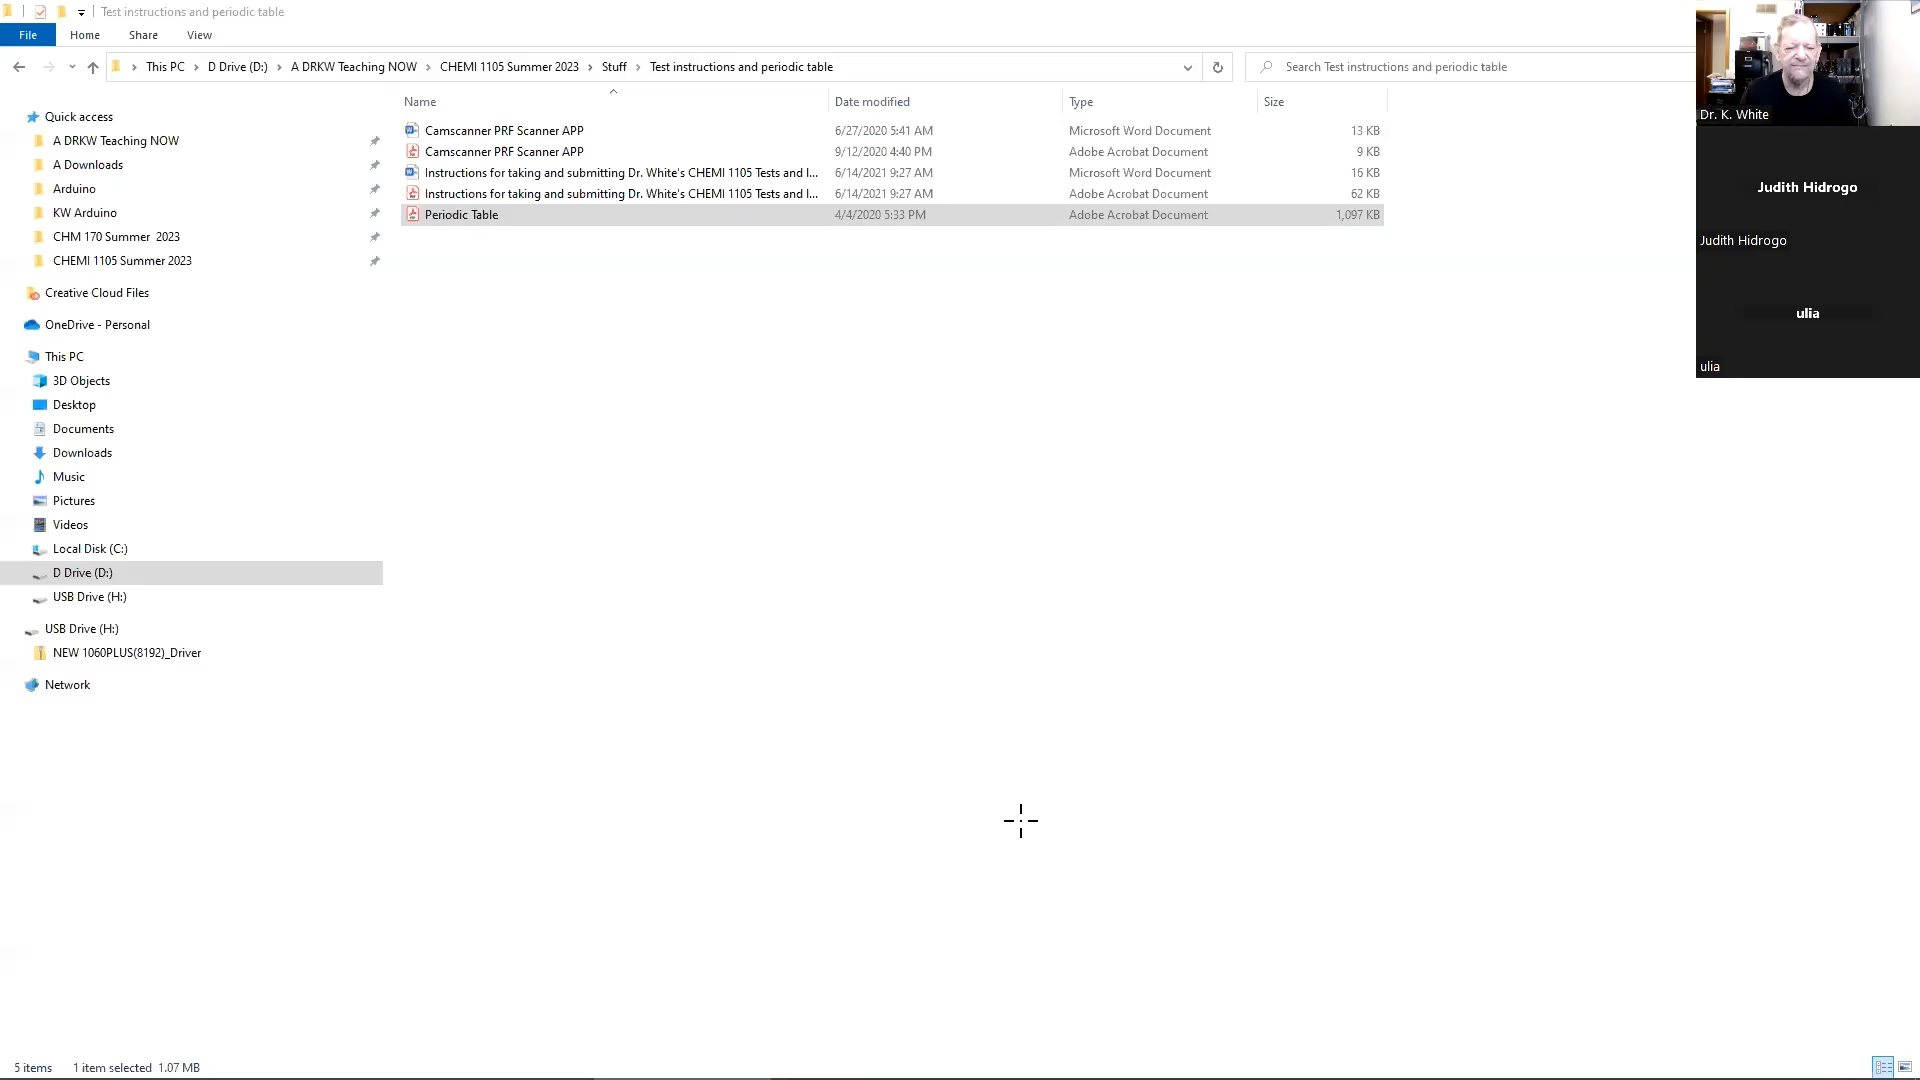 Test instructions and periodic table
File Home Share View
This PC D Drive (D:) A DRKW Teaching NOW CHEMI 1105 Summer 2023 Stuff Test instructions and periodic table
Search Test instructions and periodic table
Name Date modified Type Size
Camscanner PRF Scanner APP 6/27/2020 5:41 AM Microsoft Word Document 13 KB
Camscanner PRF Scanner APP 9/12/2020 4:40 PM Adobe Acrobat Document 9 KB
Instructions for taking and submitting Dr. White's CHEMI 1105 Tests and I... 6/14/2021 9:27 AM Microsoft Word Document 16 KB
Instructions for taking and submitting Dr. White's CHEMI 1105 Tests and I... 6/14/2021 9:27 AM Adobe Acrobat Document 62 KB
Periodic Table 4/4/2020 5:33 PM Adobe Acrobat Document 1,097 KB
Quick access
A DRKW Teaching NOW
A Downloads
Arduino
KW Arduino
CHM 170 Summer 2023
CHEMI 1105 Summer 2023
Creative Cloud Files
OneDrive - Personal
This PC
3D Objects
Desktop
Documents
Downloads
Music
Pictures
Videos
Local Disk (C:)
D Drive (D:)
USB Drive (H:)
USB Drive (H:)
NEW 1060PLUS(8192)_Driver
Network
Dr. K. White
Judith Hidrogo
Judith Hidrogo
ulia
ulia
5 items 1 item selected 1.07 MB